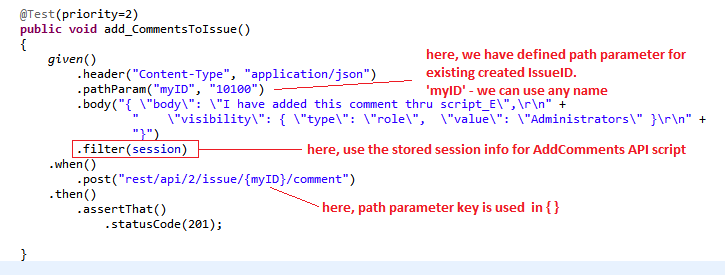 @Test(priority=2)
public void add_CommentsToIssue()
{
given()
.header("Content-Type", "application/json")
.pathParam("myID", "10100")
.body("{ \"body\": \"I have added this comment thru script_E\",\r\n" +
"    \"visibility\": { \"type\": \"role\",  \"value\": \"Administrators\" }\r\n" +
"}")
.filter(session)
.when()
.post("rest/api/2/issue/{myID}/comment")
.then()
.assertThat()
.statusCode(201);
}
here, we have defined path parameter for
existing created IssueID.
'myID' - we can use any name
here, use the stored session info for AddComments API script
here, path parameter key is used  in { }